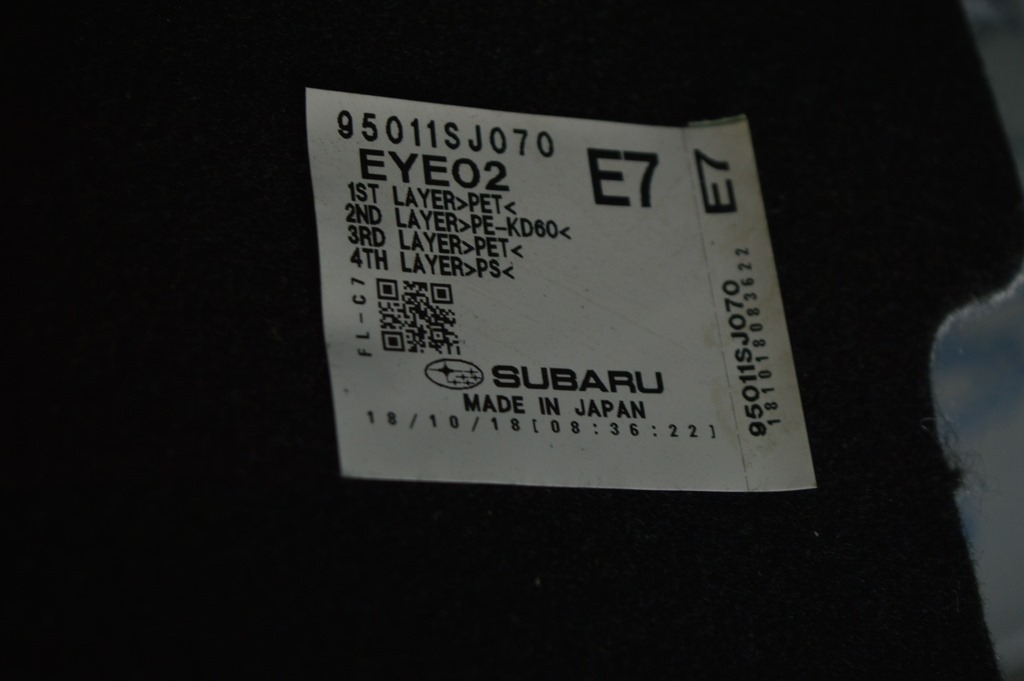 95011SJ070
EYE02
E7
1ST LAYER>PET<
2ND LAYER>PE-KD60<
3RD LAYER>PET<
4TH LAYER>PS<
FL-C7
SUBARU
MADE IN JAPAN
18/10/18[08:36:22]
E7
95011SJ070
181018083622